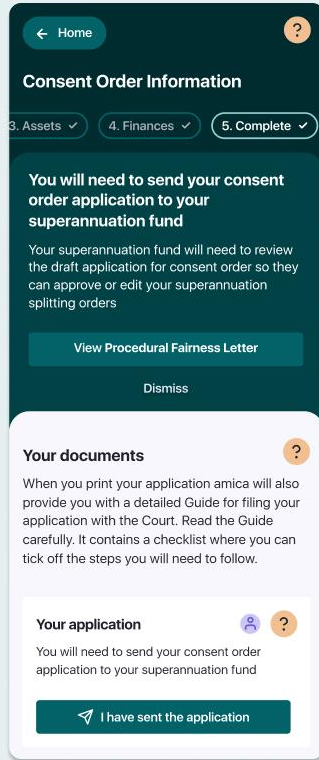 Home
?
Consent Order Information
3. Assets
4. Finances
5. Complete
You will need to send your consent
order application to your
superannuation fund
Your superannuation fund will need to review
the draft application for consent order so they
can approve or edit your superannuation
splitting orders
View Procedural Fairness Letter
Dismiss
Your documents
?
When you print your application amica will also
provide you with a detailed Guide for filing your
application with the Court. Read the Guide
carefully. It contains a checklist where you can
tick off the steps you will need to follow.
Your application
?
You will need to send your consent order
application to your superannuation fund
I have sent the application